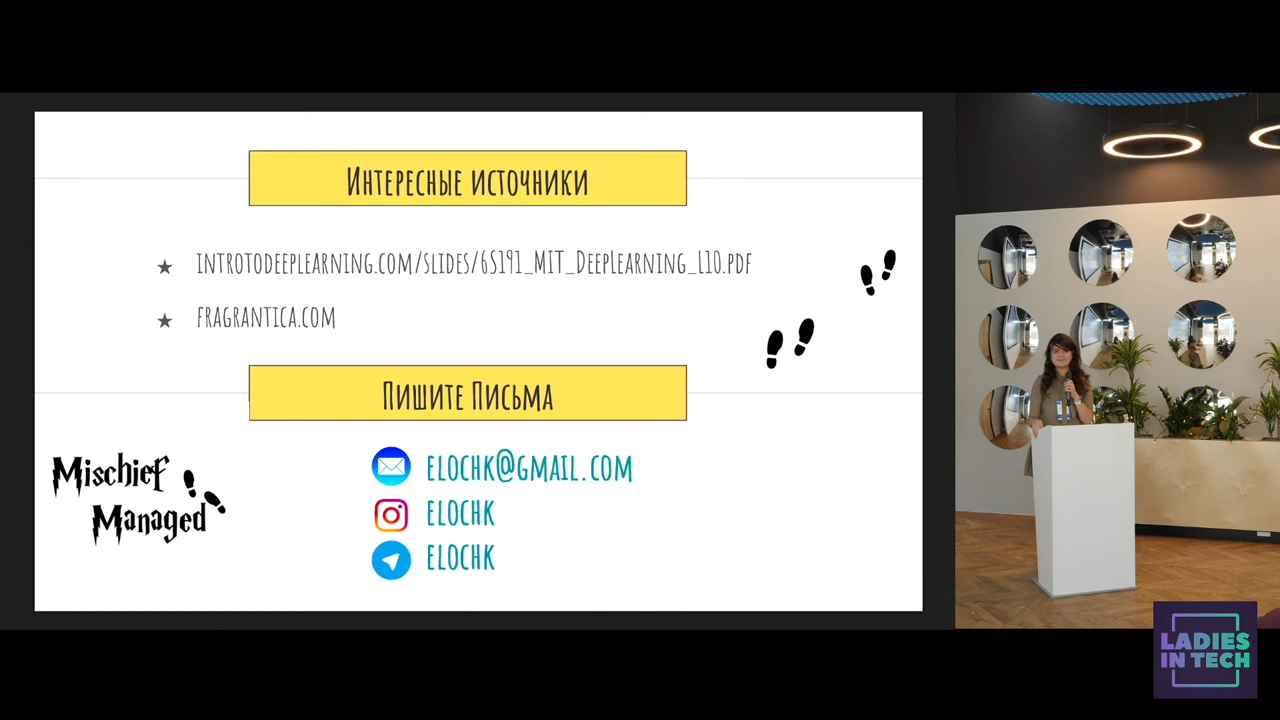 Интересные источники
★ introtodeeplearning.com/slides/6S191_MIT_DeepLearning_L10.pdf
★ fragrantica.com
Пишите Письма
Mischief
Managed
elochk@gmail.com
elochk
elochk
LADIES
IN TECH